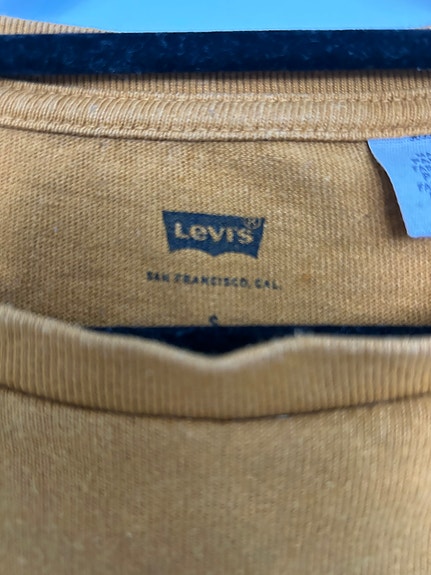 Levi's®
SAN FRANCISCO, CAL.
S